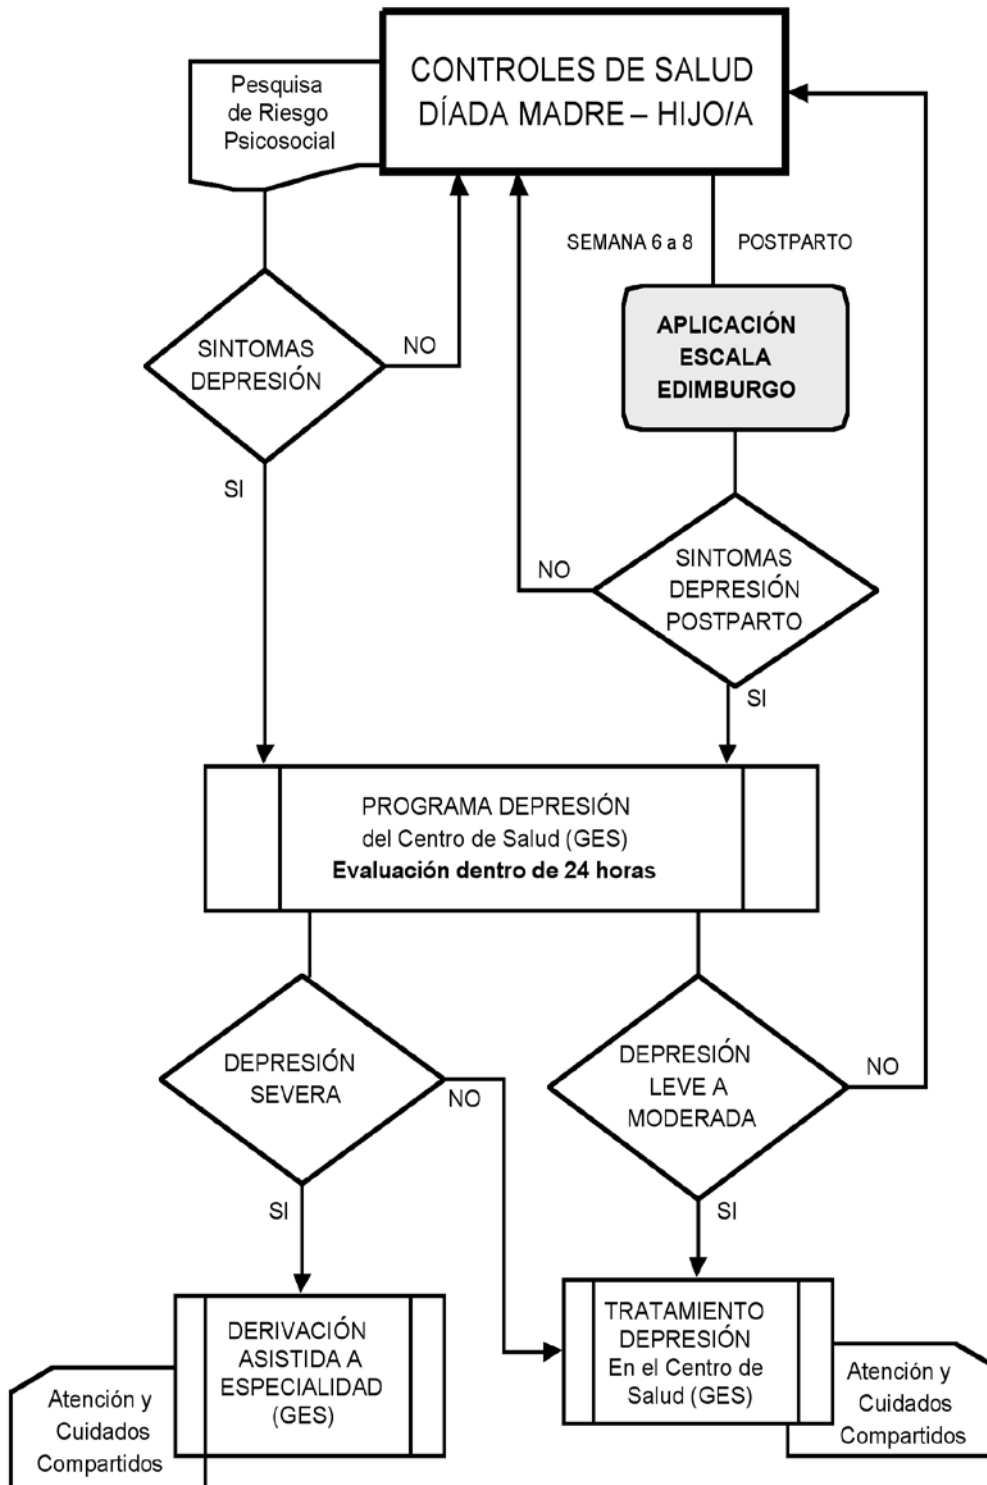 CONTROLES DE SALUD
DÍADA MADRE – HIJO/A
Pesquisa
de Riesgo
Psicosocial
SEMANA 6 a 8 POSTPARTO
APLICACIÓN
ESCALA
EDIMBURGO
SINTOMAS
DEPRESIÓN
NO
SI
SINTOMAS
DEPRESIÓN
POSTPARTO
NO
SI
PROGRAMA DEPRESIÓN
del Centro de Salud (GES)
Evaluación dentro de 24 horas
DEPRESIÓN
SEVERA
NO
SI
DEPRESIÓN
LEVE A
MODERADA
NO
SI
DERIVACIÓN
ASISTIDA A
ESPECIALIDAD
(GES)
Atención y
Cuidados
Compartidos
TRATAMIENTO
DEPRESIÓN
En el Centro de
Salud (GES)
Atención y
Cuidados
Compartidos